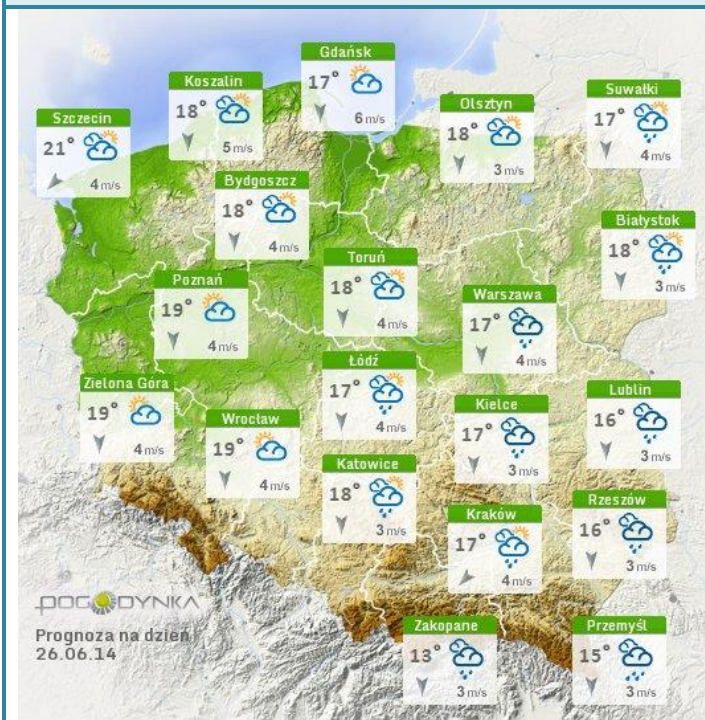 Gdańsk
17°
6 m/s
Koszalin
18°
5 m/s
Suwałki
17°
4 m/s
Olsztyn
18°
3 m/s
Szczecin
21°
4 m/s
Bydgoszcz
18°
4 m/s
Białystok
18°
3 m/s
Toruń
18°
4 m/s
Poznań
19°
4 m/s
Warszawa
17°
4 m/s
Łódź
17°
4 m/s
Zielona Góra
19°
4 m/s
Lublin
16°
3 m/s
Kielce
17°
3 m/s
Wrocław
19°
4 m/s
Katowice
18°
3 m/s
Rzeszów
16°
3 m/s
Kraków
17°
4 m/s
POGODYNKA
Prognoza na dzień
26.06.14
Zakopane
13°
3 m/s
Przemyśl
15°
3 m/s